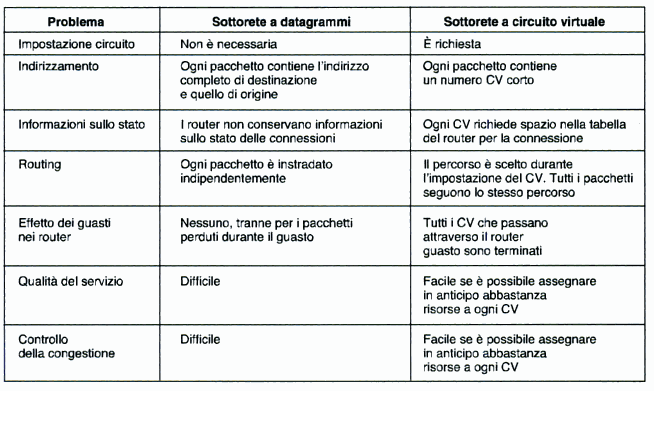 Problema
Sottorete a datagrammi
Sottorete a circuito virtuale
Impostazione circuito
Non è necessaria
È richiesta
Indirizzamento
Ogni pacchetto contiene l'indirizzo
completo di destinazione
e quello di origine
Ogni pacchetto contiene
un numero CV corto
Informazioni sullo stato
I router non conservano informazioni
sullo stato delle connessioni
Ogni CV richiede spazio nella tabella
del router per la connessione
Routing
Ogni pacchetto è instradato
indipendentemente
Il percorso è scelto durante
l'impostazione del CV. Tutti i pacchetti
seguono lo stesso percorso
Effetto dei guasti
nei router
Nessuno, tranne per i pacchetti
perduti durante il guasto
Tutti i CV che passano
attraverso il router
guasto sono terminati
Qualità del servizio
Difficile
Facile se è possibile assegnare
in anticipo abbastanza
risorse a ogni CV
Controllo
della congestione
Difficile
Facile se è possibile assegnare
in anticipo abbastanza
risorse a ogni CV